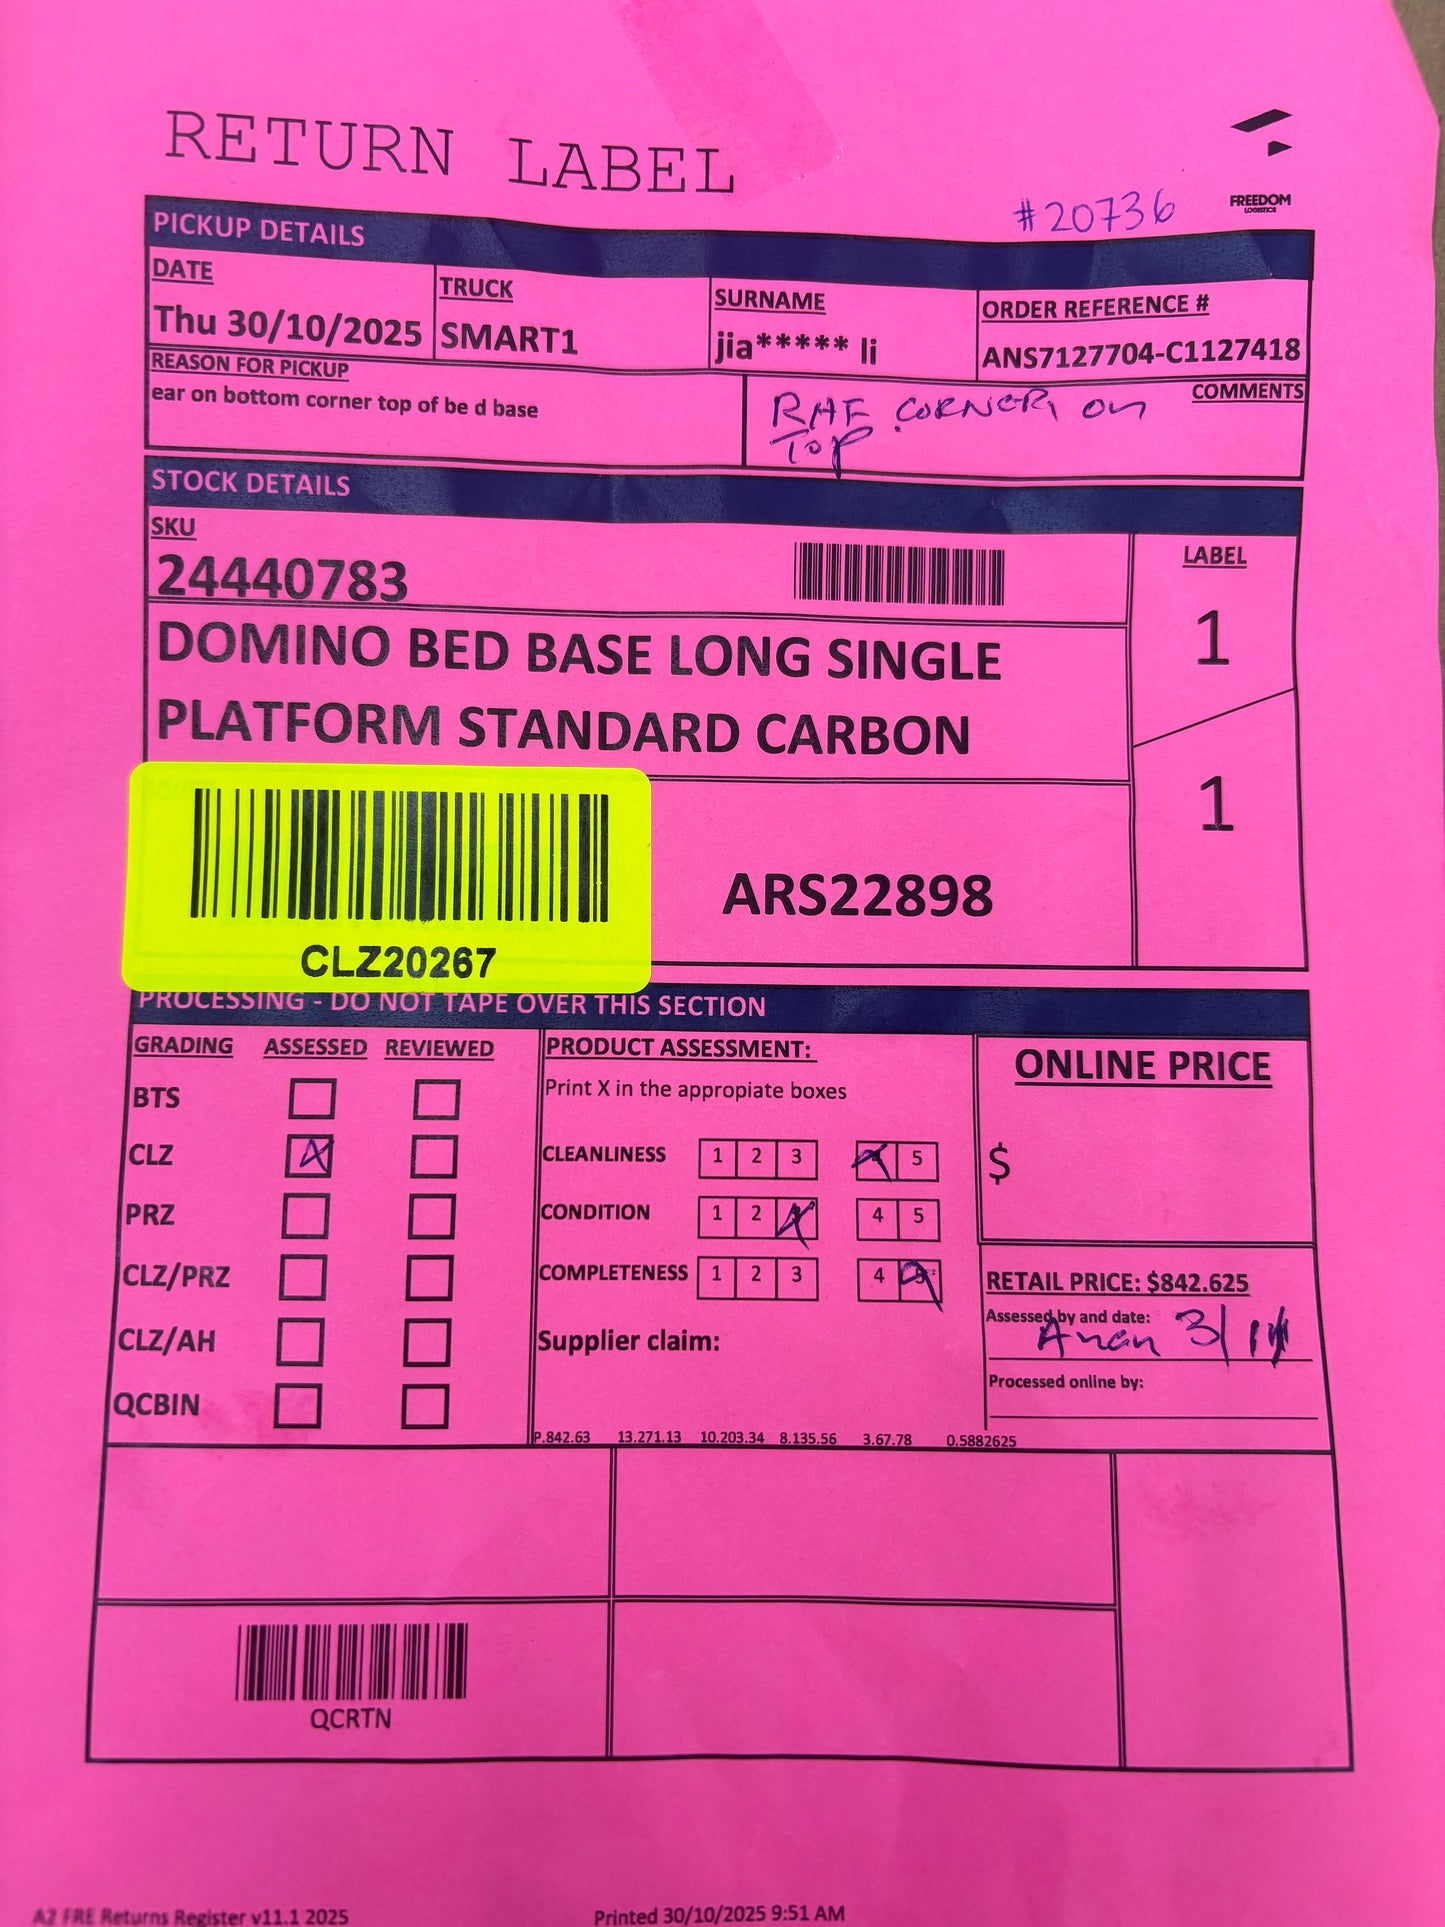 RETURN LABEL
#20736
FREEDOM
LOGISTICS
PICKUP DETAILS
DATE
Thu 30/10/2025
TRUCK
SMART1
SURNAME
jia***** li
ORDER REFERENCE #
ANS7127704-C1127418
REASON FOR PICKUP
ear on bottom corner top of be d base
COMMENTS
CORNER, on
Top
STOCK DETAILS
SKU
24440783
DOMINO BED BASE LONG SINGLE
PLATFORM STANDARD CARBON
LABEL
1
1
CLZ20267
ARS22898
PROCESSING - DO NOT TAPE OVER THIS SECTION
GRADING ASSESSED REVIEWED
BTS
CLZ X
PRZ
CLZ/PRZ
CLZ/AH
QCBIN
PRODUCT ASSESSMENT:
Print X in the appropiate boxes
CLEANLINESS 1 2 3 X 5
CONDITION 1 2 X 4 5
COMPLETENESS 1 2 3 4 X
Supplier claim:
P.842.63 13.271.13 10.203.34 8.135.56 3.67.78 0.5882625
ONLINE PRICE
$
RETAIL PRICE: $842.625
Assessed by and date:
3/11
Processed online by:
QCRTN
A2 FRE Returns Register v11.1 2025
Printed 30/10/2025 9:51 AM